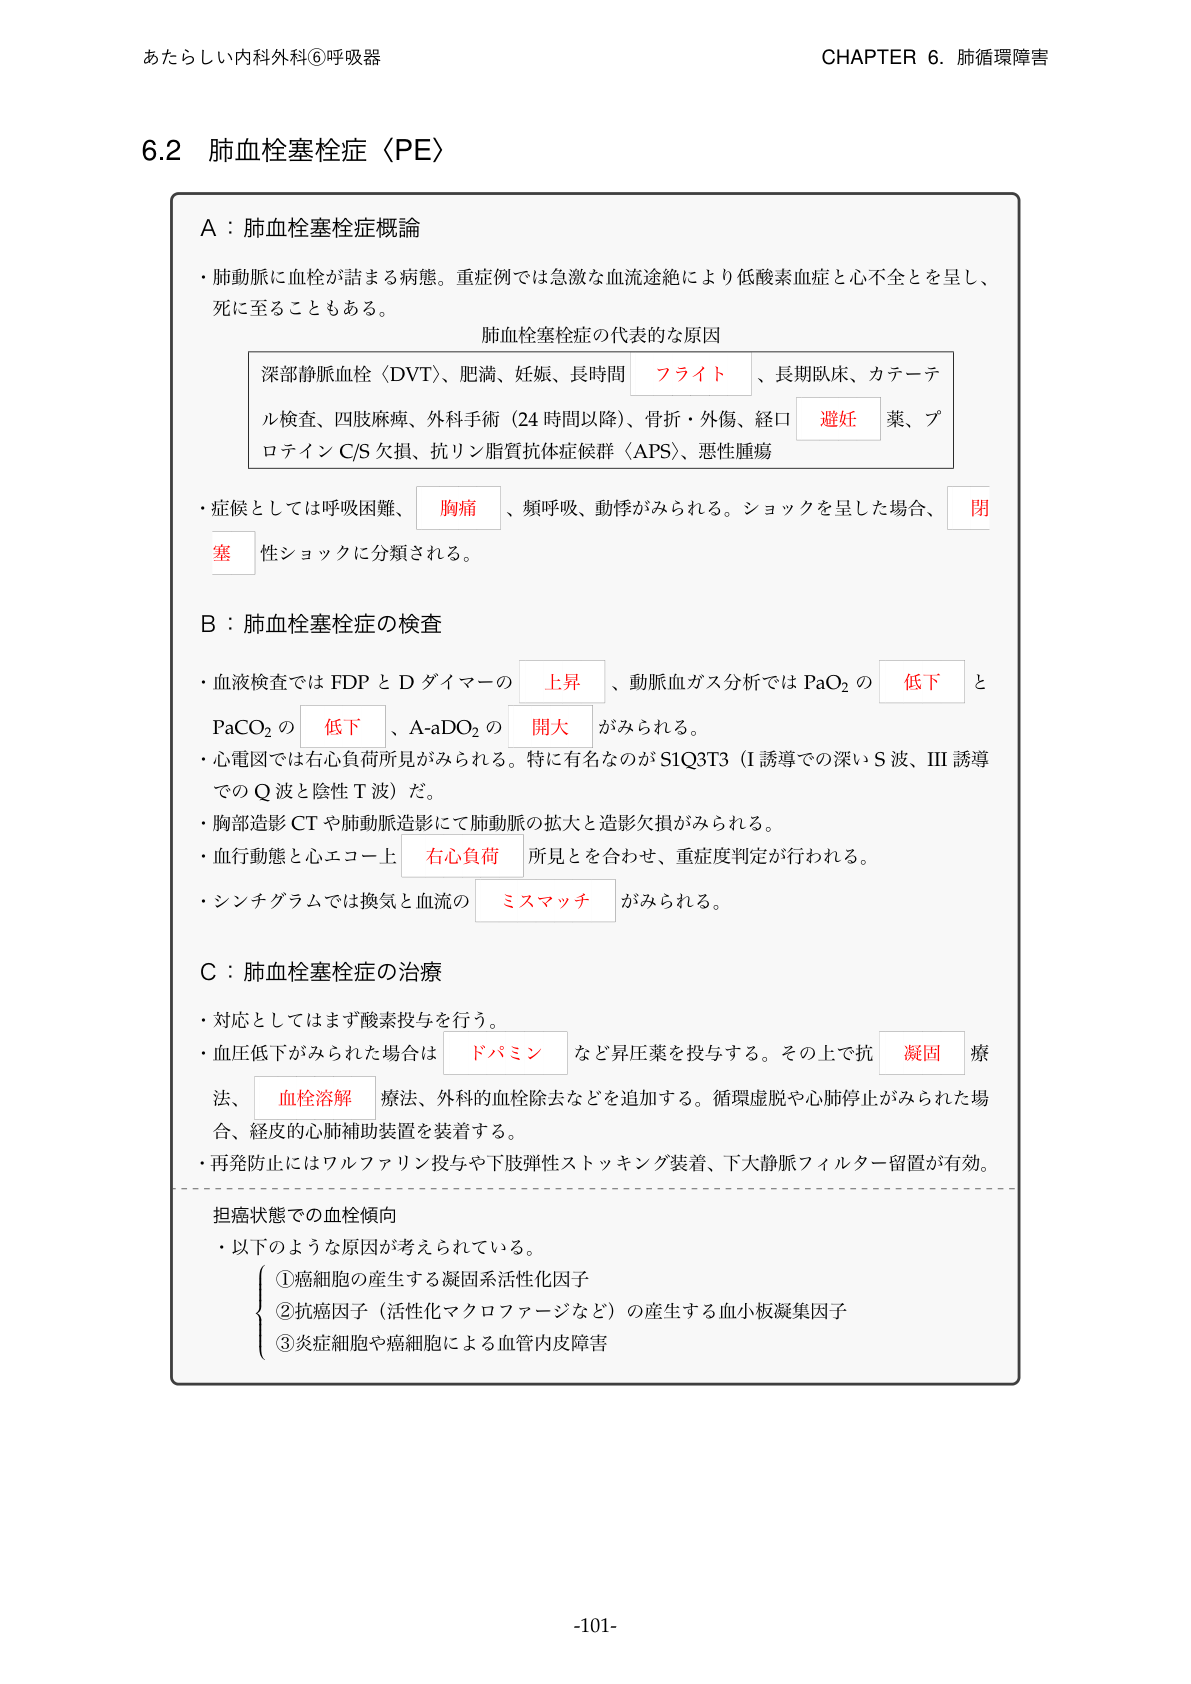 あたらしい内科外科⑥呼吸器
CHAPTER 6. 肺循環障害
6.2 肺血栓塞栓症〈PE〉
A：肺血栓塞栓症概論
・肺動脈に血栓が詰まる病態。重症例では急激な血流途絶により低酸素血症と心不全とを呈し、
死に至ることもある。
肺血栓塞栓症の代表的な原因
深部静脈血栓〈DVT〉、肥満、妊娠、長時間 フライト 、長期臥床、カテーテ
ル検査、四肢麻痺、外科手術（24 時間以降）、骨折・外傷、経口 避妊 薬、プ
ロテイン C/S 欠損、抗リン脂質抗体症候群〈APS〉、悪性腫瘍
・症候としては呼吸困難、 胸痛 、頻呼吸、動悸がみられる。ショックを呈した場合、 閉
塞 性ショックに分類される。
B：肺血栓塞栓症の検査
・血液検査では FDP と D ダイマーの 上昇 、動脈血ガス分析では PaO₂ の 低下 と
PaCO₂ の 低下 、A-aDO₂ の 開大 がみられる。
・心電図では右心負荷所見がみられる。特に有名なのが S1Q3T3（I 誘導での深い S 波、III 誘導
での Q 波と陰性 T 波）だ。
・胸部造影 CT や肺動脈造影にて肺動脈の拡大と造影欠損がみられる。
・血行動態と心エコー上 右心負荷 所見とを合わせ、重症度判定が行われる。
・シンチグラムでは換気と血流の ミスマッチ がみられる。
C：肺血栓塞栓症の治療
・対応としてはまず酸素投与を行う。
・血圧低下がみられた場合は ドパミン など昇圧薬を投与する。その上で抗 凝固 療
法、 血栓溶解 療法、外科的血栓除去などを追加する。循環虚脱や心肺停止がみられた場
合、経皮的心肺補助装置を装着する。
・再発防止にはワルファリン投与や下肢弾性ストッキング装着、下大静脈フィルター留置が有効。
担癌状態での血栓傾向
・以下のような原因が考えられている。
①癌細胞の産生する凝固系活性化因子
②抗癌因子（活性化マクロファージなど）の産生する血小板凝集因子
③炎症細胞や癌細胞による血管内皮障害
-101-